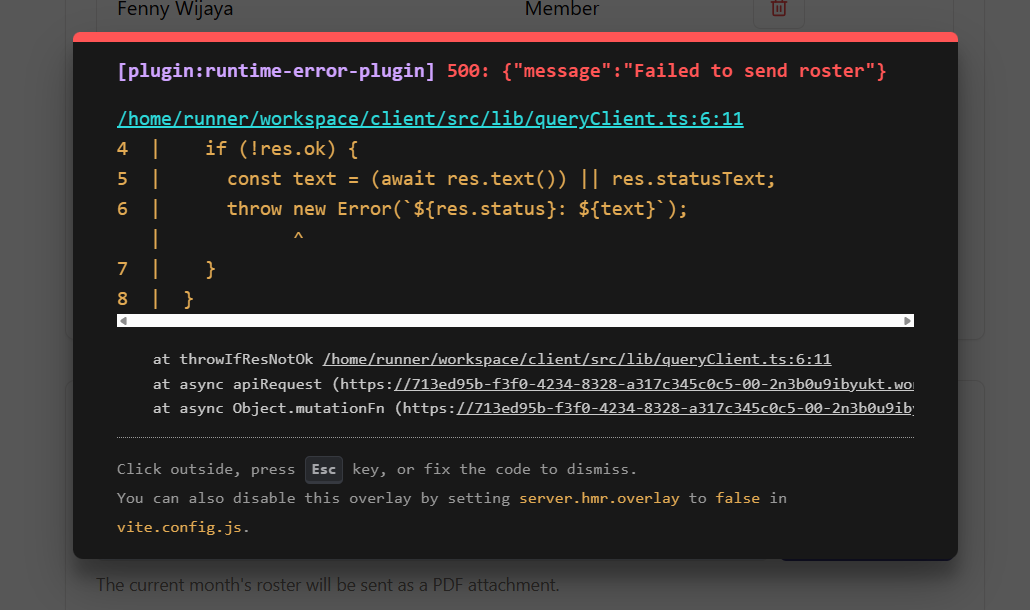 Fenny Wijaya Member
[plugin:runtime-error-plugin] 500: {"message":"Failed to send roster"}
/home/runner/workspace/client/src/lib/queryClient.ts:6:11
4 | if (!res.ok) {
5 | const text = (await res.text()) || res.statusText;
6 | throw new Error(`${res.status}: ${text}`);
| ^
7 | }
8 | }
at throwIfResNotOk /home/runner/workspace/client/src/lib/queryClient.ts:6:11
at async apiRequest (https://713ed95b-f3f0-4234-8328-a317c345c0c5-00-2n3b0u9ibyukt.wor
at async Object.mutationFn (https://713ed95b-f3f0-4234-8328-a317c345c0c5-00-2n3b0u9iby
Click outside, press Esc key, or fix the code to dismiss.
You can also disable this overlay by setting server.hmr.overlay to false in
vite.config.js.
The current month's roster will be sent as a PDF attachment.